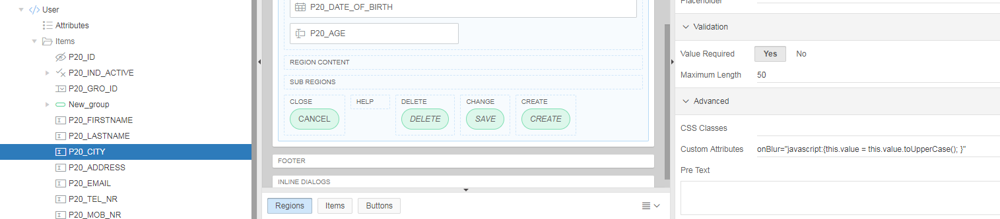 User
Attributes
Items
P20_ID
P20_IND_ACTIVE
P20_GRO_ID
New_group
P20_FIRSTNAME
P20_LASTNAME
P20_CITY
P20_ADDRESS
P20_EMAIL
P20_TEL_NR
P20_MOB_NR
P20_DATE_OF_BIRTH
P20_AGE
REGION CONTENT
SUB REGIONS
CLOSE HELP DELETE CHANGE CREATE
CANCEL DELETE SAVE CREATE
FOOTER
INLINE DIALOGS
Regions Items Buttons
Placeholder
Validation
Value Required Yes No
Maximum Length 50
Advanced
CSS Classes
Custom Attributes onBlur="javascript:{this.value = this.value.toUpperCase(); }"
Pre Text